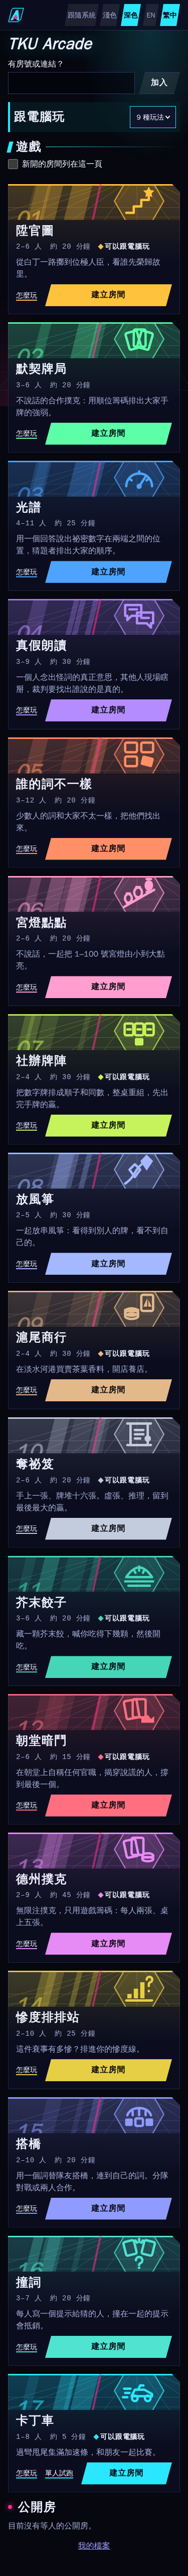 跟隨系統 淺色 深色 EN 繁中
TKU Arcade
有房號或連結？
加入
跟電腦玩
9 種玩法
遊戲
新開的房間列在這一頁
01
陞官圖
2–6 人 約 20 分鐘 ◆可以跟電腦玩
從白丁一路擲到位極人臣，看誰先榮歸故里。
怎麼玩 建立房間
02
默契牌局
3–6 人 約 20 分鐘
不說話的合作撲克：用順位籌碼排出大家手牌的強弱。
怎麼玩 建立房間
03
光譜
4–11 人 約 25 分鐘
用一個回答說出祕密數字在兩端之間的位置，猜題者排出大家的順序。
怎麼玩 建立房間
04
真假朗讀
3–9 人 約 30 分鐘
一個人念出怪詞的真正意思，其他人現場瞎掰，裁判要找出誰說的是真的。
怎麼玩 建立房間
05
誰的詞不一樣
3–12 人 約 20 分鐘
少數人的詞和大家不太一樣，把他們找出來。
怎麼玩 建立房間
06
宮燈點點
2–6 人 約 20 分鐘
不說話，一起把 1–100 號宮燈由小到大點亮。
怎麼玩 建立房間
07
社辦牌陣
2–4 人 約 30 分鐘 ◆可以跟電腦玩
把數字牌排成順子和同數，整桌重組，先出完手牌的贏。
怎麼玩 建立房間
08
放風箏
2–5 人 約 30 分鐘
一起放串風箏：看得到別人的牌，看不到自己的。
怎麼玩 建立房間
09
滬尾商行
2–4 人 約 30 分鐘 ◆可以跟電腦玩
在淡水河港買賣茶葉香料，開店養店。
怎麼玩 建立房間
10
奪祕笈
2–6 人 約 20 分鐘 ◆可以跟電腦玩
手上一張、牌堆十六張。虛張、推理，留到最後最大的贏。
怎麼玩 建立房間
11
芥末餃子
3–6 人 約 20 分鐘 ◆可以跟電腦玩
藏一顆芥末餃，喊你吃得下幾顆，然後開吃。
怎麼玩 建立房間
12
朝堂暗鬥
2–6 人 約 15 分鐘 ◆可以跟電腦玩
在朝堂上自稱任何官職，揭穿說謊的人，撐到最後一個。
怎麼玩 建立房間
13
德州撲克
2–9 人 約 45 分鐘 ◆可以跟電腦玩
無限注撲克，只用遊戲籌碼：每人兩張、桌上五張。
怎麼玩 建立房間
14
慘度排排站
2–10 人 約 25 分鐘
這件衰事有多慘？排進你的慘度線。
怎麼玩 建立房間
15
搭橋
2–10 人 約 20 分鐘
用一個詞替隊友搭橋，連到自己的詞。分隊對戰或兩人合作。
怎麼玩 建立房間
16
撞詞
3–7 人 約 20 分鐘
每人寫一個提示給猜的人，撞在一起的提示會抵銷。
怎麼玩 建立房間
17
卡丁車
1–8 人 約 5 分鐘 ◆可以跟電腦玩
過彎甩尾集滿加速條，和朋友一起比賽。
怎麼玩 單人試跑 建立房間
公開房
目前沒有等人的公開房。
我的檔案